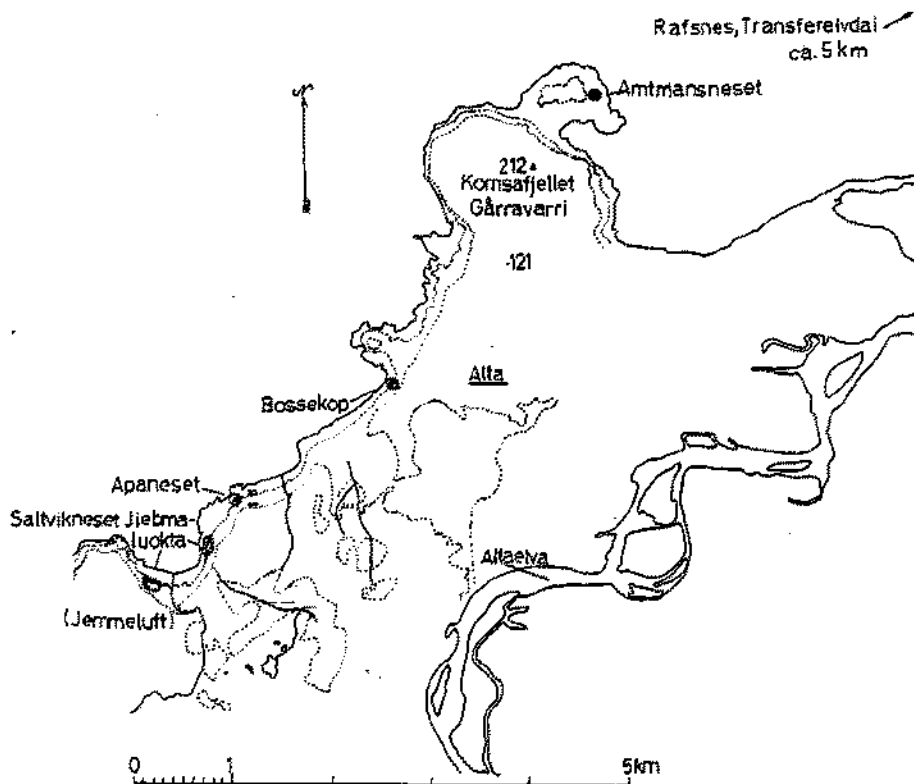 Rafsnes, Transfereivdal
ca. 5 km
Amtmansneset
212
Komsafjellet
Gårravarri
121
Alta
Bossekop
Apaneset
Saltvikneset Jiebma-
luokta
Altaelva
(Jemmeluft)
0 1 5km